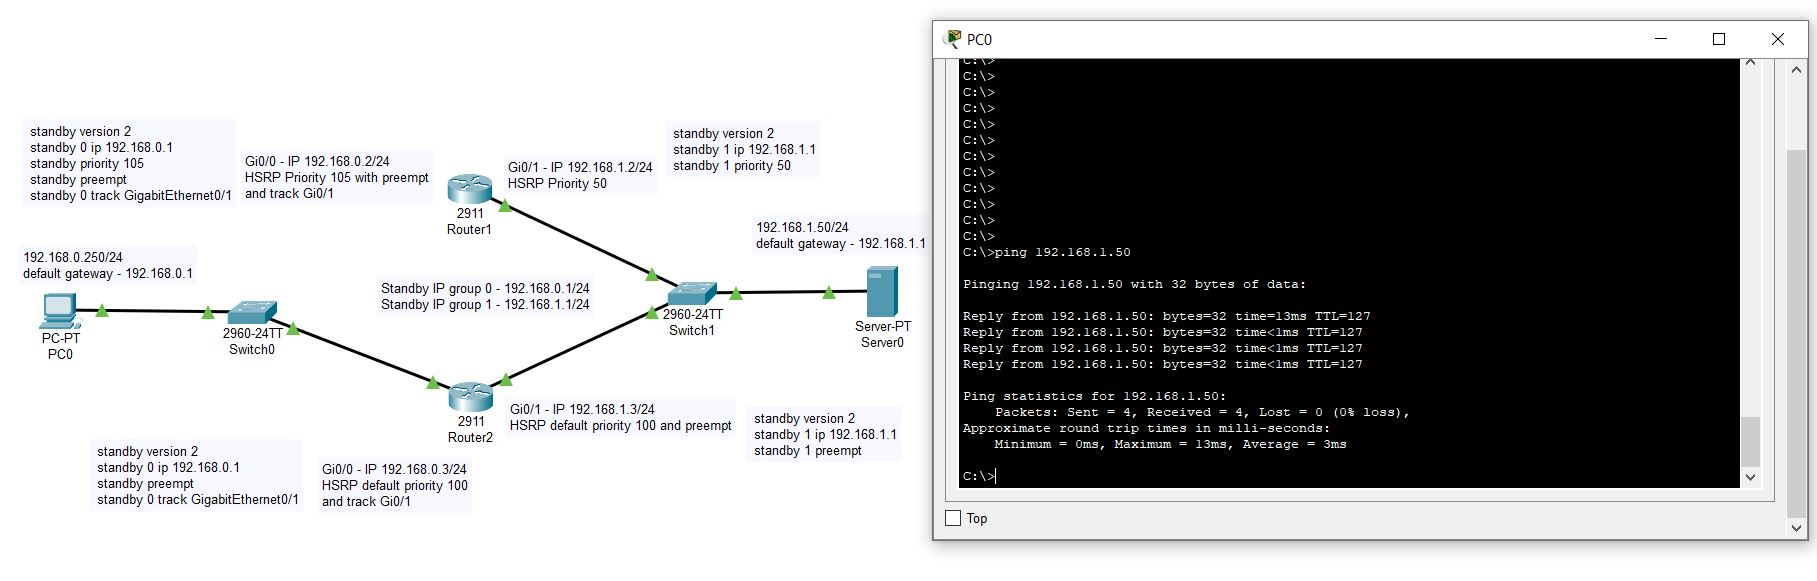 standby version 2
standby 0 ip 192.168.0.1
standby priority 105
standby preempt
standby 0 track GigabitEthernet0/1
Gi0/0 - IP 192.168.0.2/24
HSRP Priority 105 with preempt
and track Gi0/1
2911
Router1
Gi0/1 - IP 192.168.1.2/24
HSRP Priority 50
standby version 2
standby 1 ip 192.168.1.1
standby 1 priority 50
192.168.0.250/24
default gateway - 192.168.0.1
PC-PT
PC0
2960-24TT
Switch0
Standby IP group 0 - 192.168.0.1/24
Standby IP group 1 - 192.168.1.1/24
2960-24TT
Switch1
192.168.1.50/24
default gateway - 192.168.1.1
Server-PT
Server0
2911
Router2
Gi0/1 - IP 192.168.1.3/24
HSRP default priority 100 and preempt
standby version 2
standby 1 ip 192.168.1.1
standby 1 preempt
standby version 2
standby 0 ip 192.168.0.1
standby preempt
standby 0 track GigabitEthernet0/1
Gi0/0 - IP 192.168.0.3/24
HSRP default priority 100
and track Gi0/1
PC0
C:\>
C:\>
C:\>
C:\>
C:\>
C:\>
C:\>
C:\>
C:\>
C:\>
C:\>
C:\>
C:\>ping 192.168.1.50
Pinging 192.168.1.50 with 32 bytes of data:
Reply from 192.168.1.50: bytes=32 time=13ms TTL=127
Reply from 192.168.1.50: bytes=32 time<1ms TTL=127
Reply from 192.168.1.50: bytes=32 time<1ms TTL=127
Reply from 192.168.1.50: bytes=32 time<1ms TTL=127
Ping statistics for 192.168.1.50:
Packets: Sent = 4, Received = 4, Lost = 0 (0% loss),
Approximate round trip times in milli-seconds:
Minimum = 0ms, Maximum = 13ms, Average = 3ms
C:\>
Top